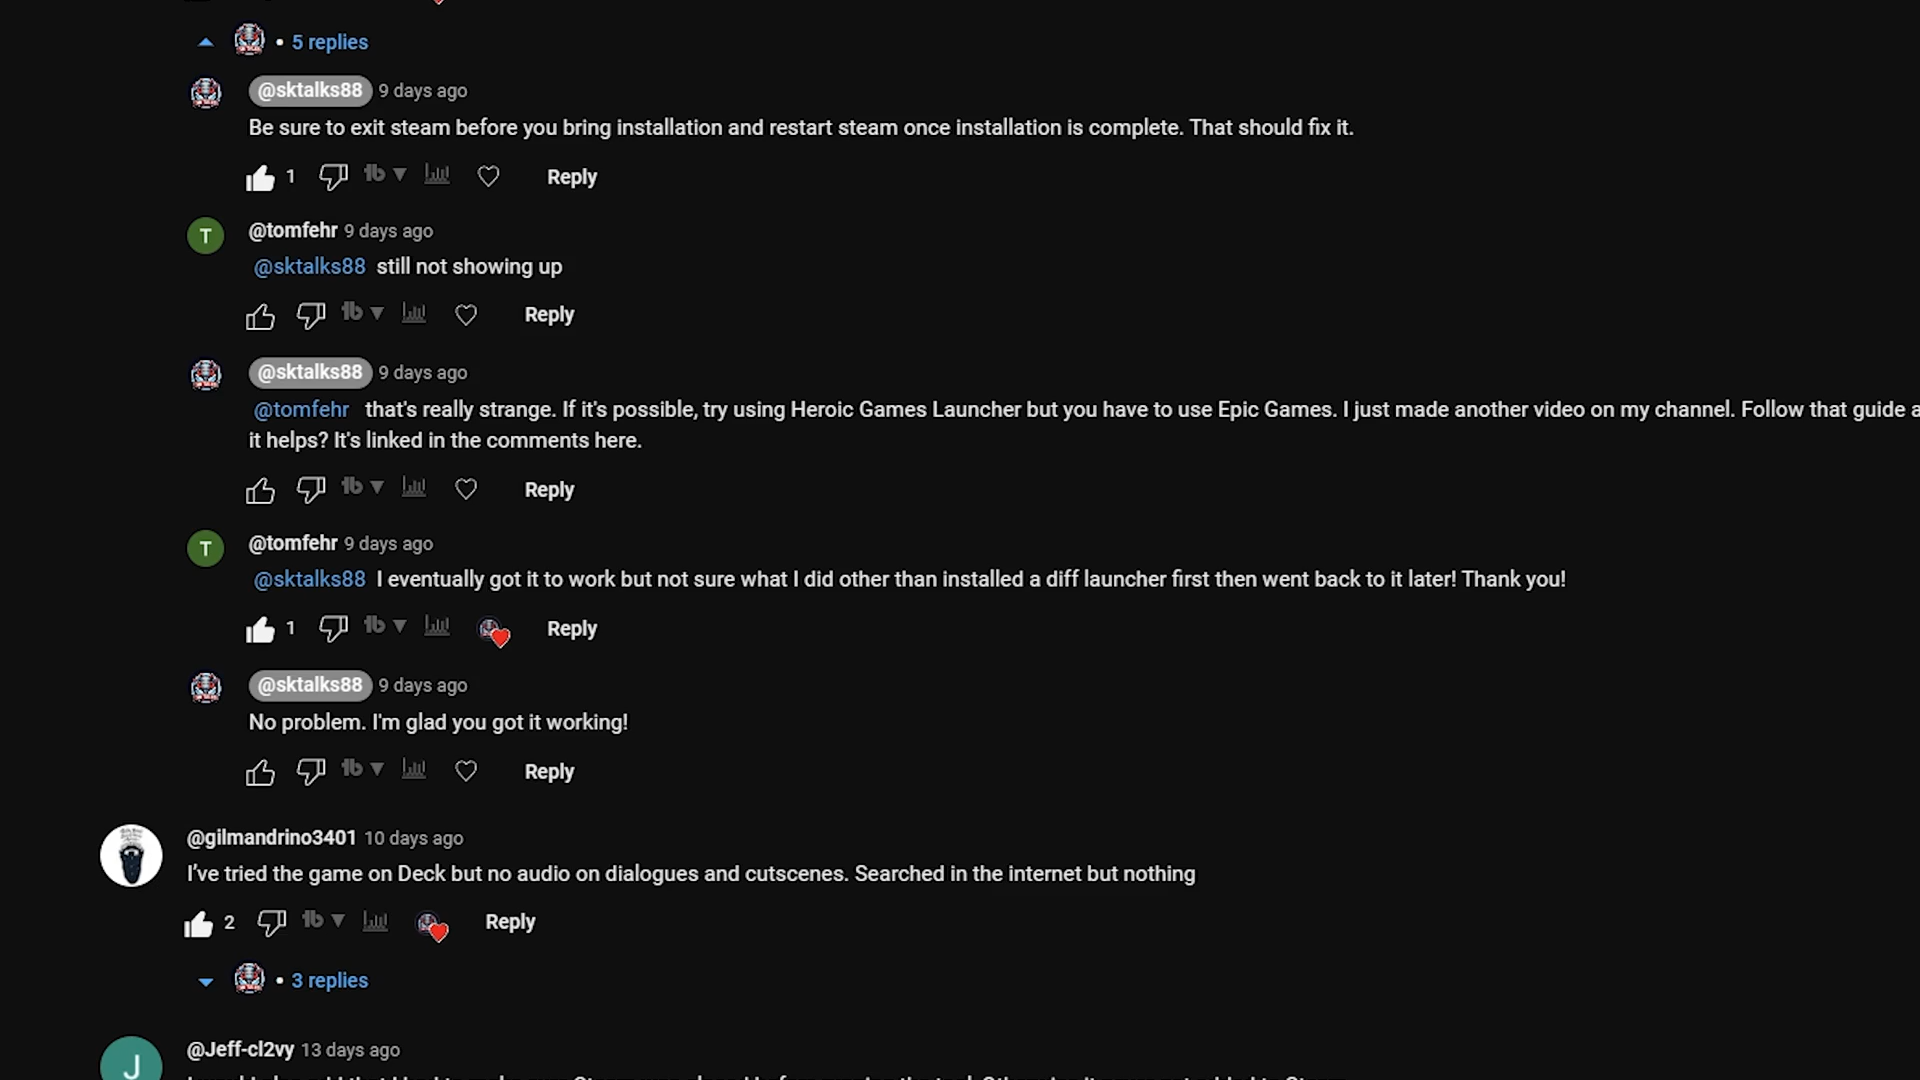 • 5 replies
@sktalks88 9 days ago
Be sure to exit steam before you bring installation and restart steam once installation is complete. That should fix it.
1 Reply
T @tomfehr 9 days ago
@sktalks88 still not showing up
Reply
@sktalks88 9 days ago
@tomfehr that's really strange. If it's possible, try using Heroic Games Launcher but you have to use Epic Games. I just made another video on my channel. Follow that guide
it helps? It's linked in the comments here.
Reply
T @tomfehr 9 days ago
@sktalks88 I eventually got it to work but not sure what I did other than installed a diff launcher first then went back to it later! Thank you!
1 Reply
@sktalks88 9 days ago
No problem. I'm glad you got it working!
Reply
@gilmandrino3401 10 days ago
I've tried the game on Deck but no audio on dialogues and cutscenes. Searched in the internet but nothing
2 Reply
• 3 replies
J @Jeff-cl2vy 13 days ago